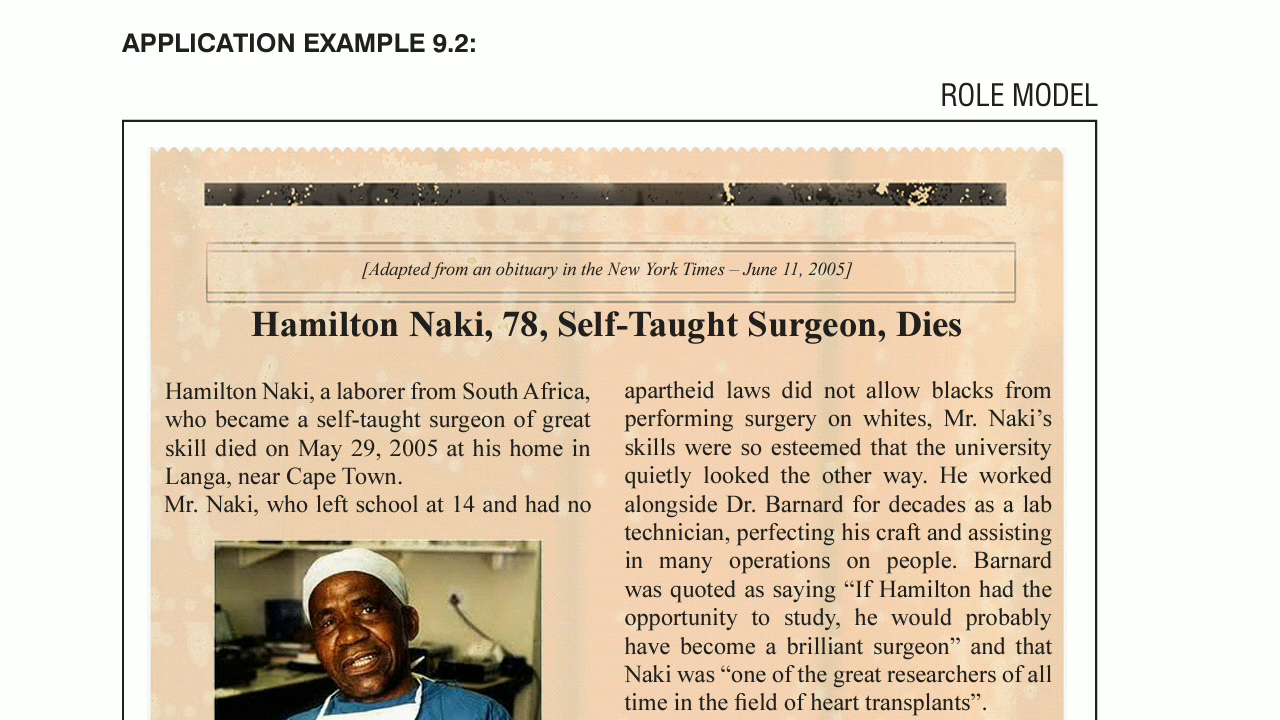 APPLICATION EXAMPLE 9.2:
ROLE MODEL
[Adapted from an obituary in the New York Times – June 11, 2005]
Hamilton Naki, 78, Self-Taught Surgeon, Dies
Hamilton Naki, a laborer from South Africa,
who became a self-taught surgeon of great
skill died on May 29, 2005 at his home in
Langa, near Cape Town.
Mr. Naki, who left school at 14 and had no
apartheid laws did not allow blacks from
performing surgery on whites, Mr. Naki’s
skills were so esteemed that the university
quietly looked the other way. He worked
alongside Dr. Barnard for decades as a lab
technician, perfecting his craft and assisting
in many operations on people. Barnard
was quoted as saying “If Hamilton had the
opportunity to study, he would probably
have become a brilliant surgeon” and that
Naki was “one of the great researchers of all
time in the field of heart transplants”.